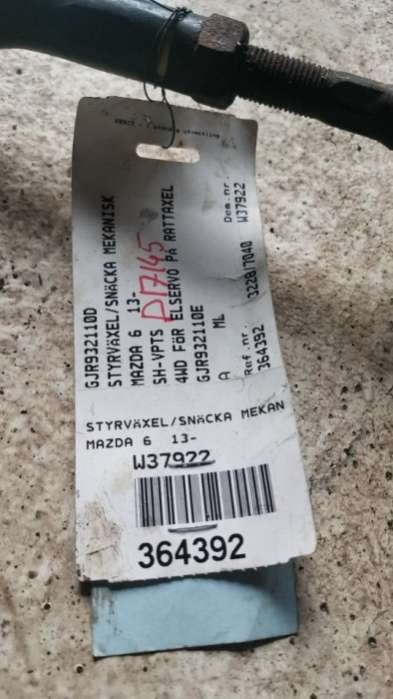 GJR932110D
STYRVÄXEL/SNÄCKA MEKANISK
MAZDA 6 13-
SH-VPTS
D17145
4WD FÖR ELSERVO PÅ RATTAXEL
GJR932110E
A ML 3228/7040
Ref.nr. Dem.nr.
364392 W37922
STYRVÄXEL/SNÄCKA MEKAN
MAZDA 6 13-
W37922
364392